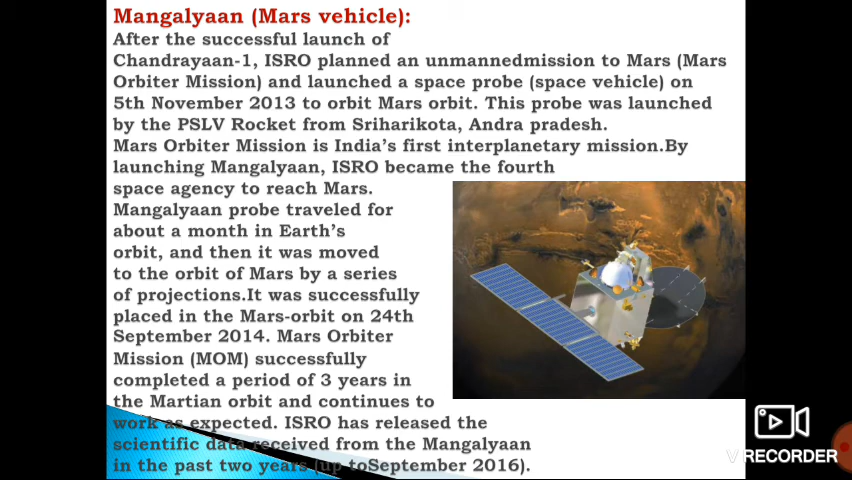 Mangalyaan (Mars vehicle):
After the successful launch of
Chandrayaan-1, ISRO planned an unmannedmission to Mars (Mars
Orbiter Mission) and launched a space probe (space vehicle) on
5th November 2013 to orbit Mars orbit. This probe was launched
by the PSLV Rocket from Sriharikota, Andra pradesh.
Mars Orbiter Mission is India's first interplanetary mission.By
launching Mangalyaan, ISRO became the fourth
space agency to reach Mars.
Mangalyaan probe traveled for
about a month in Earth's
orbit, and then it was moved
to the orbit of Mars by a series
of projections.It was successfully
placed in the Mars-orbit on 24th
September 2014. Mars Orbiter
Mission (MOM) successfully
completed a period of 3 years in
the Martian orbit and continues to
work as expected. ISRO has released the
scientific data received from the Mangalyaan
in the past two years (up toSeptember 2016).
V RECORDER